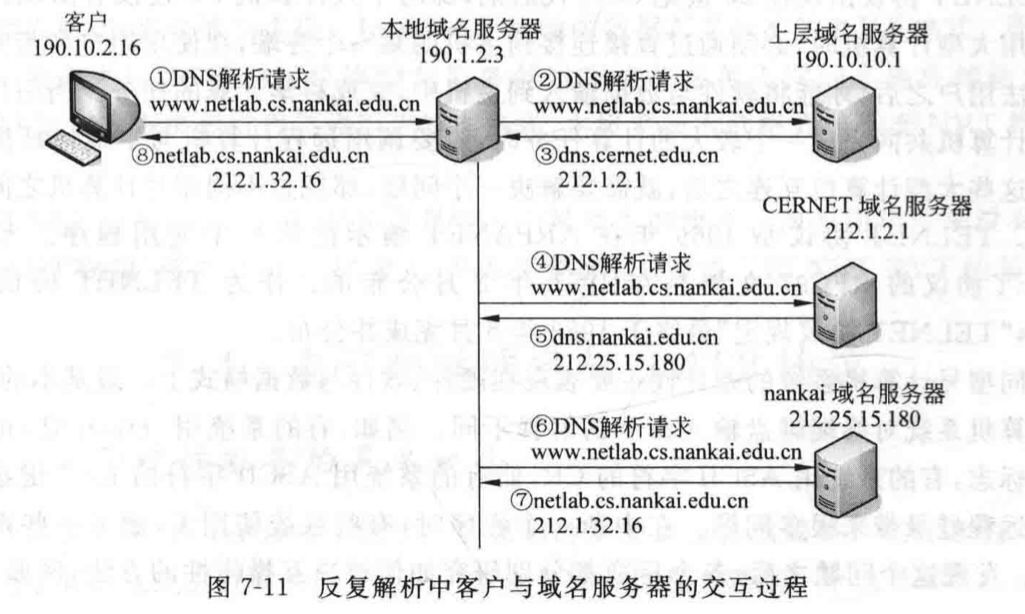 客户
190.10.2.16
本地域名服务器
190.1.2.3
上层域名服务器
190.10.10.1
①DNS解析请求
www.netlab.cs.nankai.edu.cn
⑧netlab.cs.nankai.edu.cn
212.1.32.16
②DNS解析请求
www.netlab.cs.nankai.edu.cn
③dns.cernet.edu.cn
212.1.2.1
CERNET 域名服务器
212.1.2.1
④DNS解析请求
www.netlab.cs.nankai.edu.cn
⑤dns.nankai.edu.cn
212.25.15.180
nankai 域名服务器
212.25.15.180
⑥DNS解析请求
www.netlab.cs.nankai.edu.cn
⑦netlab.cs.nankai.edu.cn
212.1.32.16
图 7-11 反复解析中客户与域名服务器的交互过程